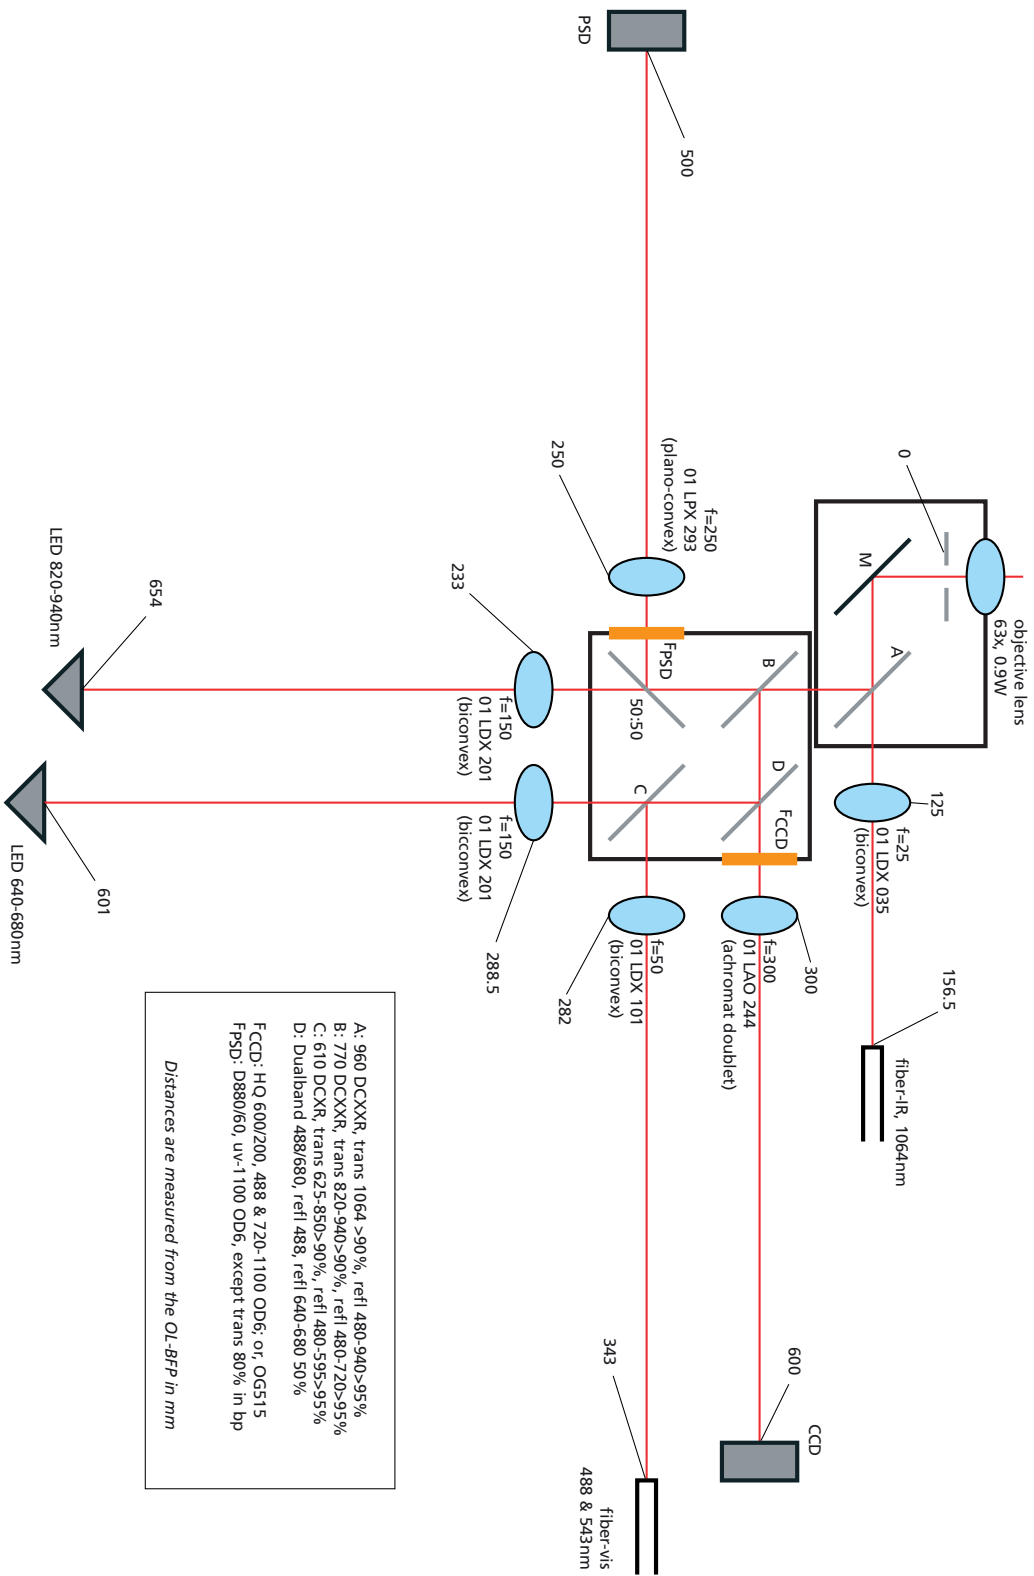 objective lens
63x, 0.9W
0
M
A
125
f=25
01 LDX 035
(biconvex)
156.5
fiber-IR, 1064nm
PSD
500
f=250
01 LPX 293
(plano-convex)
250
FPSD
50:50
B
D
FCCD
C
f=300
01 LAO 244
(achromat doublet)
300
600
CCD
f=50
01 LDX 101
(biconvex)
282
343
fiber-vis
488 & 543nm
233
f=150
01 LDX 201
(biconvex)
654
LED 820-940nm
f=150
01 LDX 201
(bicconvex)
288.5
601
LED 640-680nm
A: 960 DCXXR, trans 1064 >90%, refl 480-940>95%
B: 770 DCXXR, trans 820-940>90%, refl 480-720>95%
C: 610 DCXR, trans 625-850>90%, refl 480-595>95%
D: Dualband 488/680, refl 488, refl 640-680 50%
FCCD: HQ 600/200, 488 & 720-1100 OD6; or, OG515
FPSD: D880/60, uv-1100 OD6, except trans 80% in bp
Distances are measured from the OL-BFP in mm